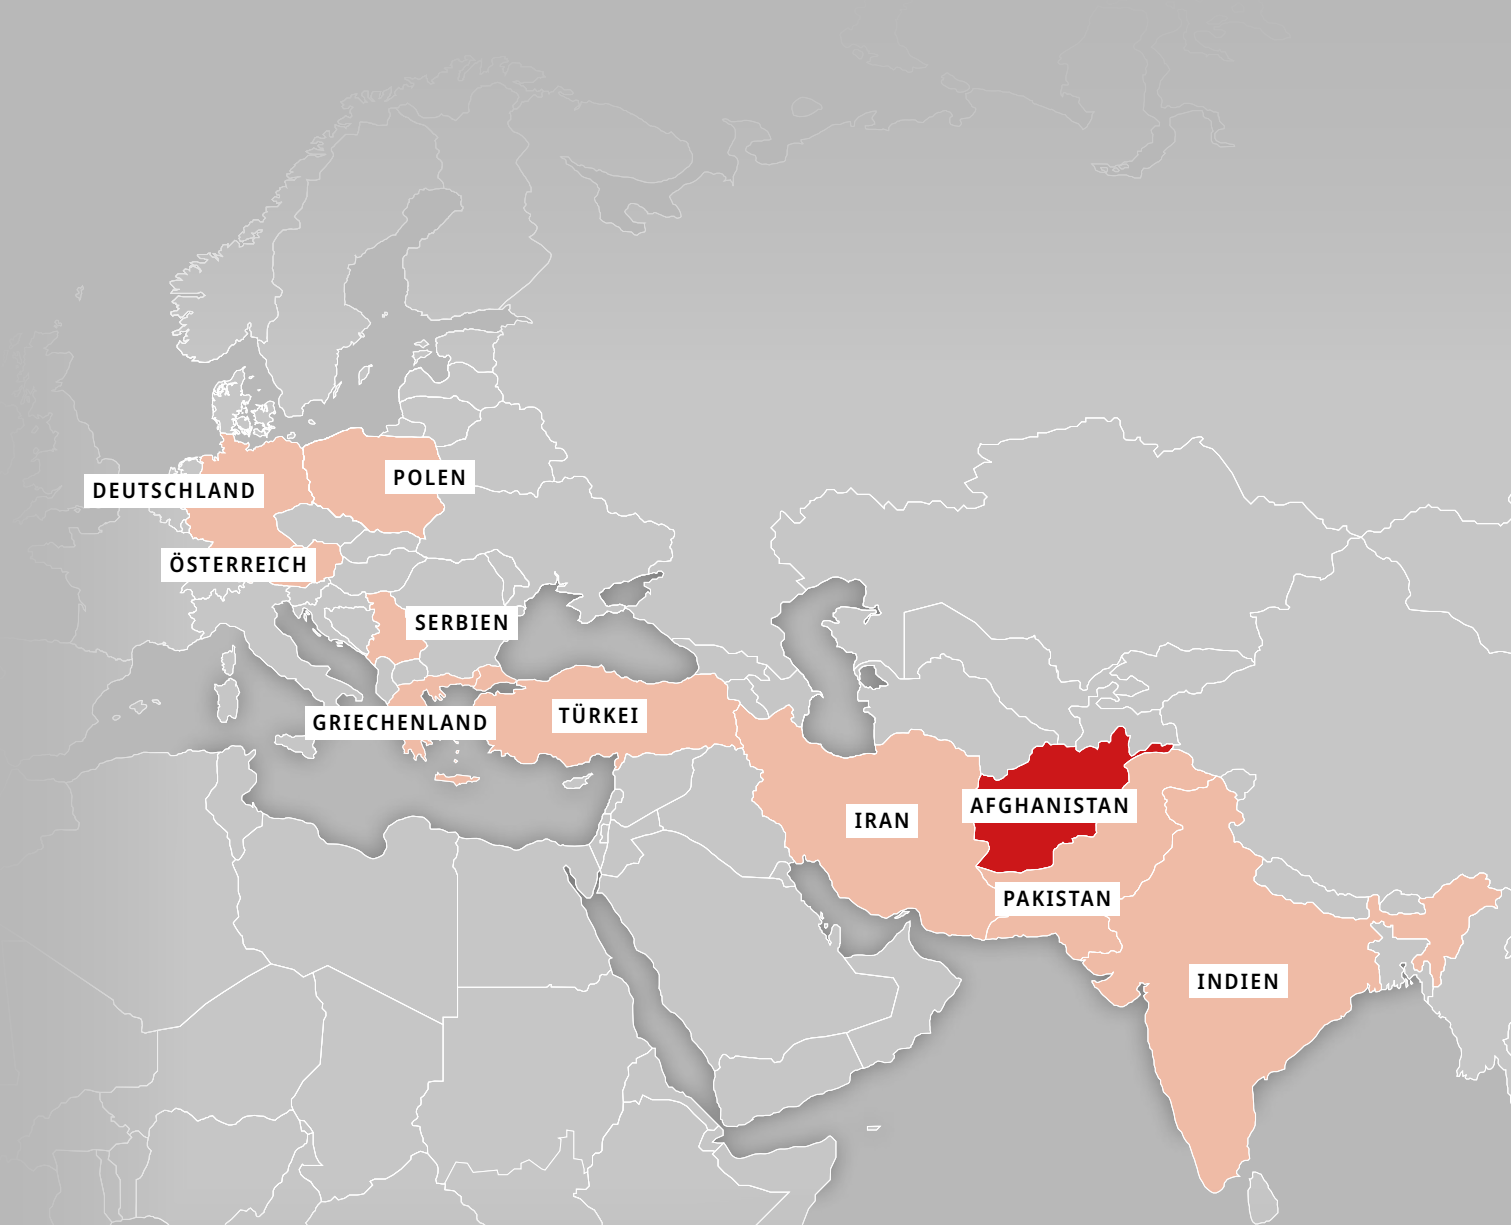 POLEN
DEUTSCHLAND
ÖSTERREICH
SERBIEN
GRIECHENLAND
TÜRKEI
IRAN
AFGHANISTAN
PAKISTAN
INDIEN